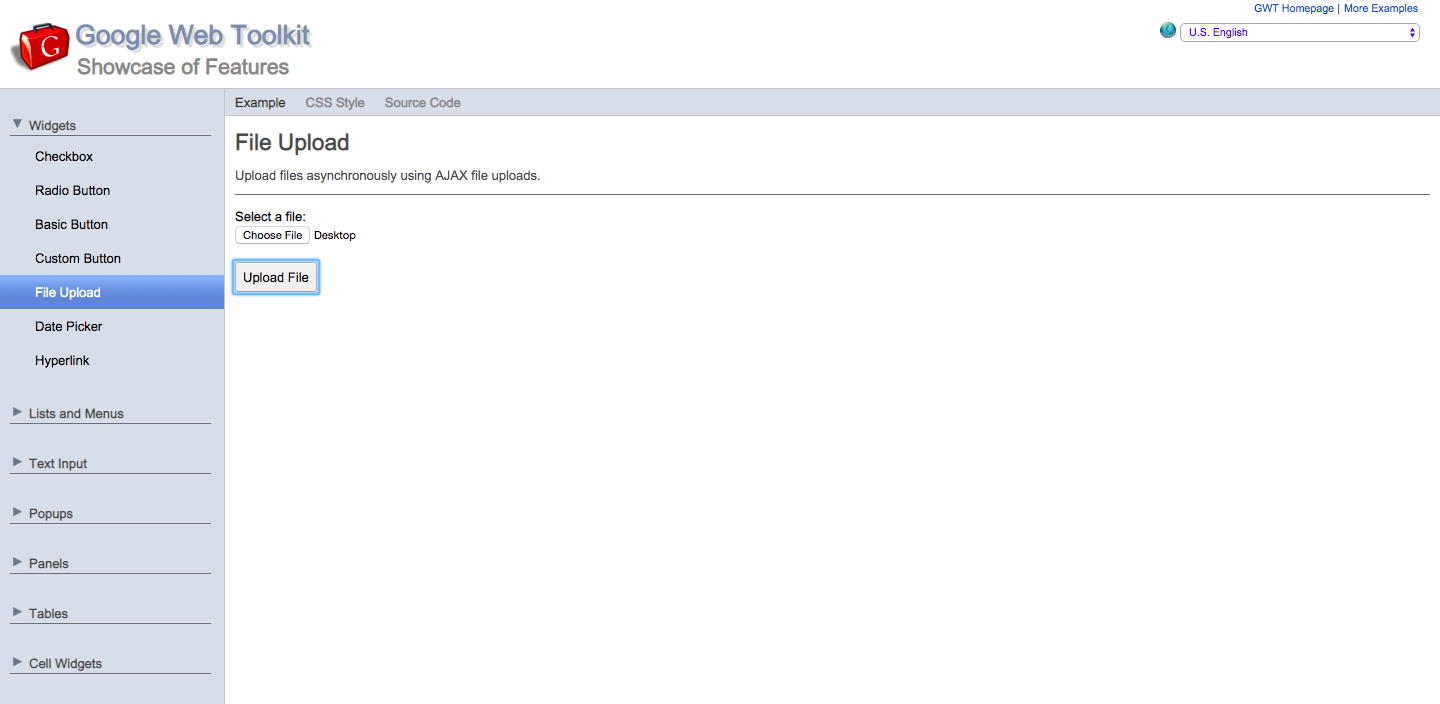 GWT Homepage | More Examples
Google Web Toolkit
U.S. English
Showcase of Features
Example CSS Style Source Code
Widgets
Checkbox
Radio Button
Basic Button
Custom Button
File Upload
Date Picker
Hyperlink
Lists and Menus
Text Input
Popups
Panels
Tables
Cell Widgets
File Upload
Upload files asynchronously using AJAX file uploads.
Select a file:
Choose File Desktop
Upload File
G